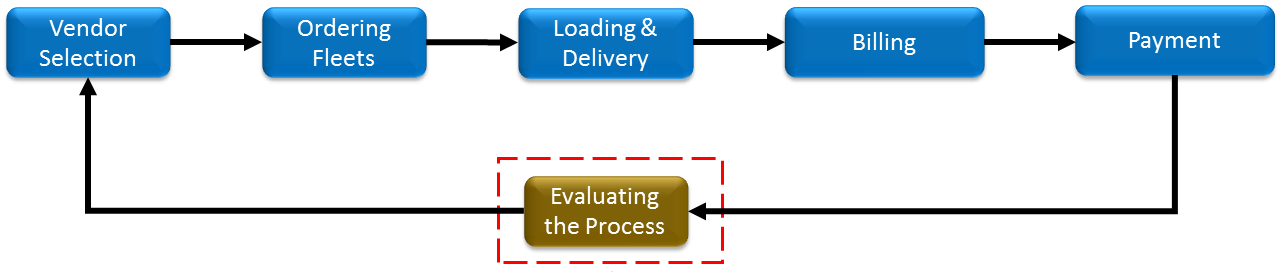 Vendor
Selection
Ordering
Fleets
Loading &
Delivery
Billing
Payment
Evaluating
the Process